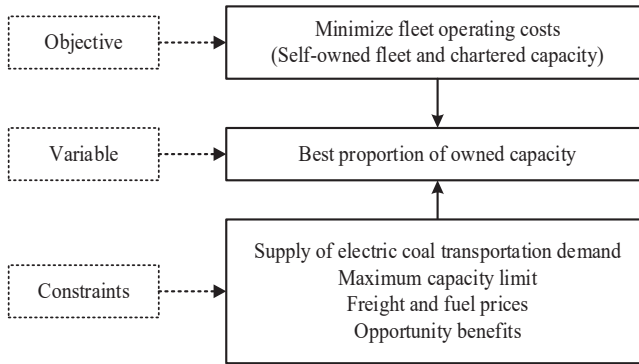 Objective
Minimize fleet operating costs
(Self-owned fleet and chartered capacity)
Variable
Best proportion of owned capacity
Constraints
Supply of electric coal transportation demand
Maximum capacity limit
Freight and fuel prices
Opportunity benefits